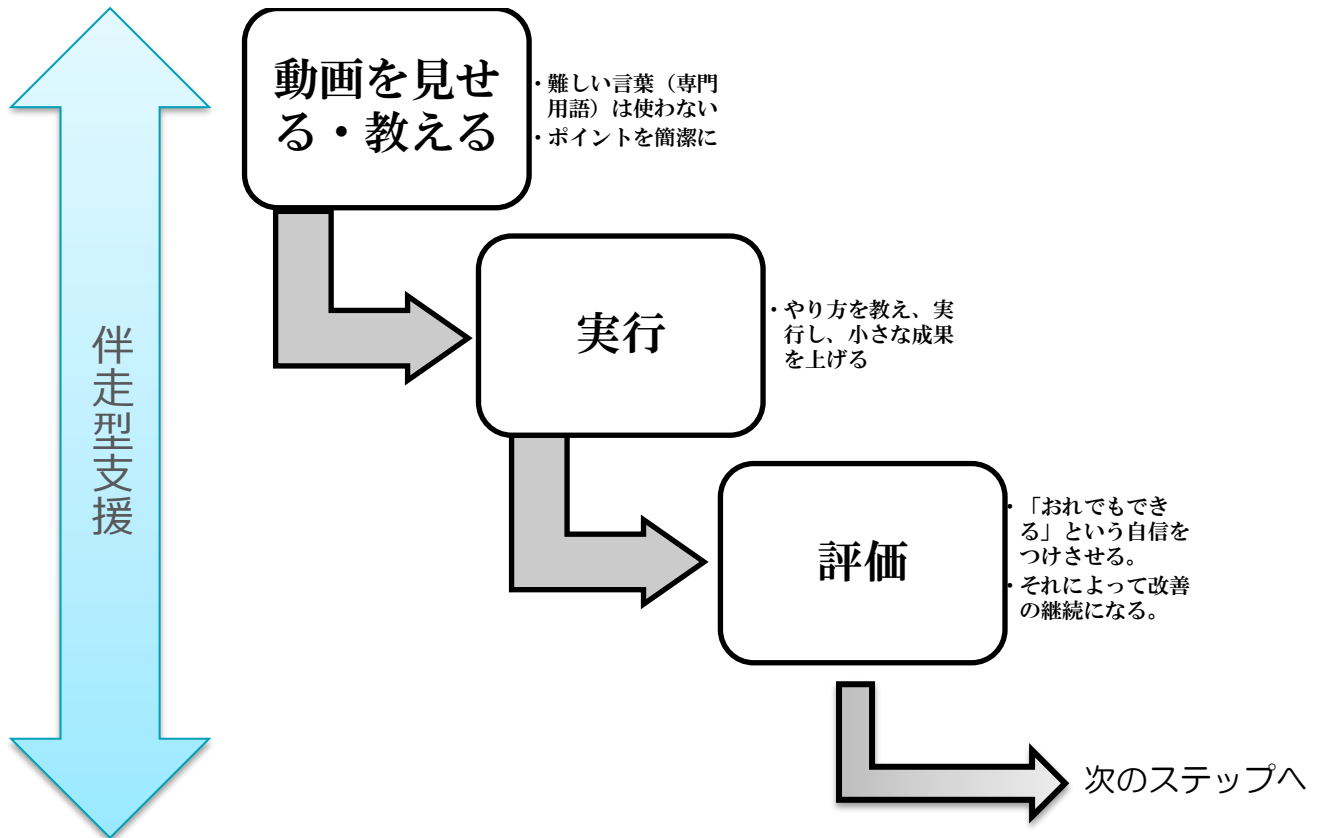 伴走型支援
動画を見せ
る・教える
・難しい言葉（専門
用語）は使わない
・ポイントを簡潔に
実行
・やり方を教え、実
行し、小さな成果
を上げる
評価
・「おれでもでき
る」という自信を
つけさせる。
・それによって改善
の継続になる。
次のステップへ